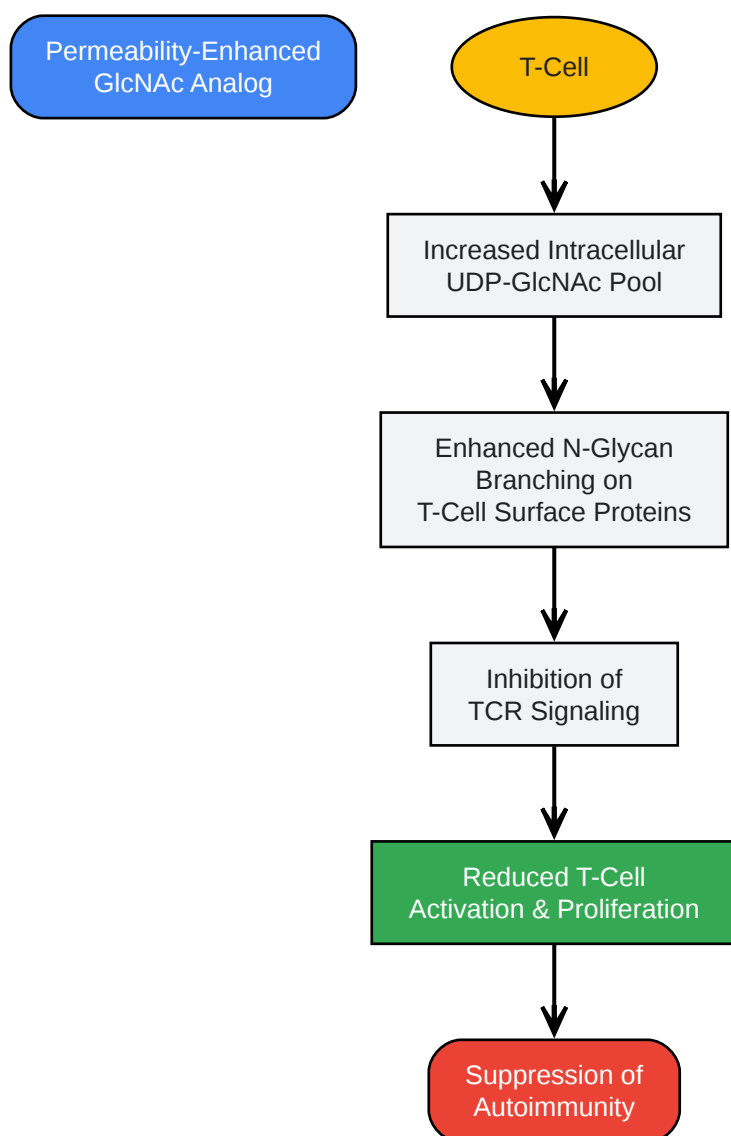 Permeability-Enhanced
GlcNAc Analog
T-Cell
Increased Intracellular
UDP-GlcNAc Pool
Enhanced N-Glycan
Branching on
T-Cell Surface Proteins
Inhibition of
TCR Signaling
Reduced T-Cell
Activation & Proliferation
Suppression of
Autoimmunity